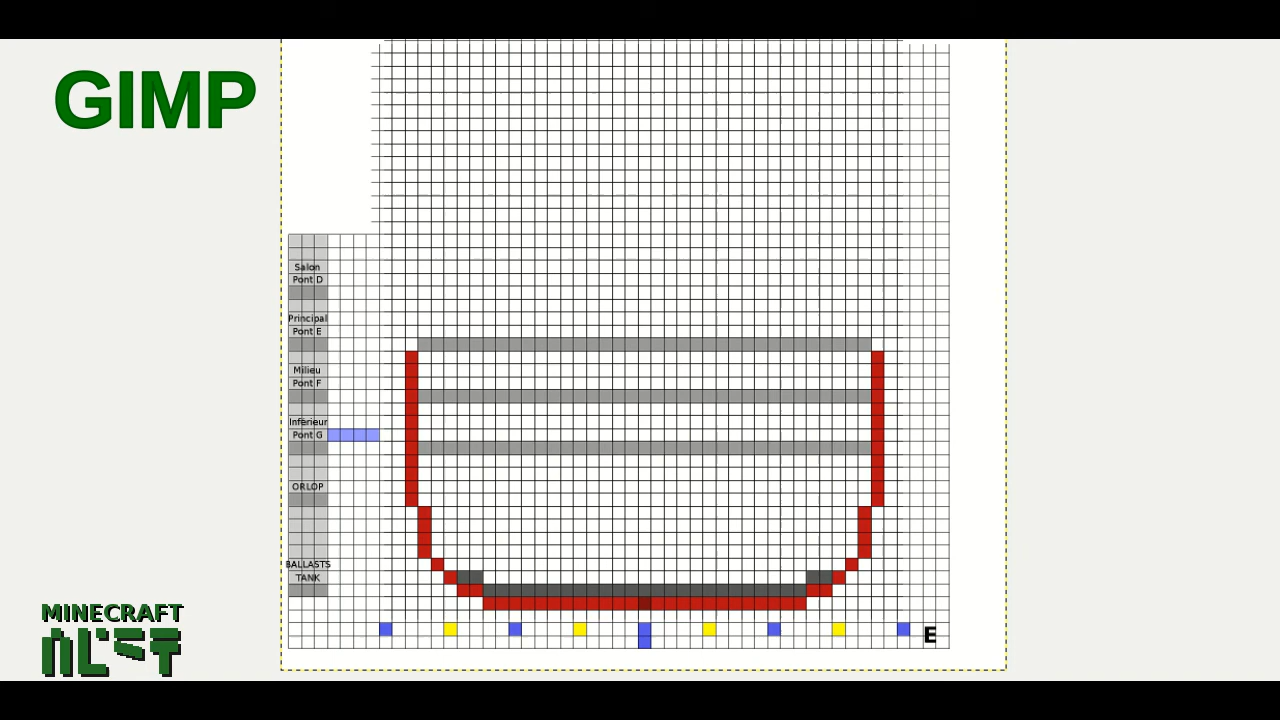 GIMP
Salon
Pont D
Principal
Pont E
Milieu
Pont F
Inférieur
Pont G
ORLOP
BALLASTS
TANK
E
MINECRAFT